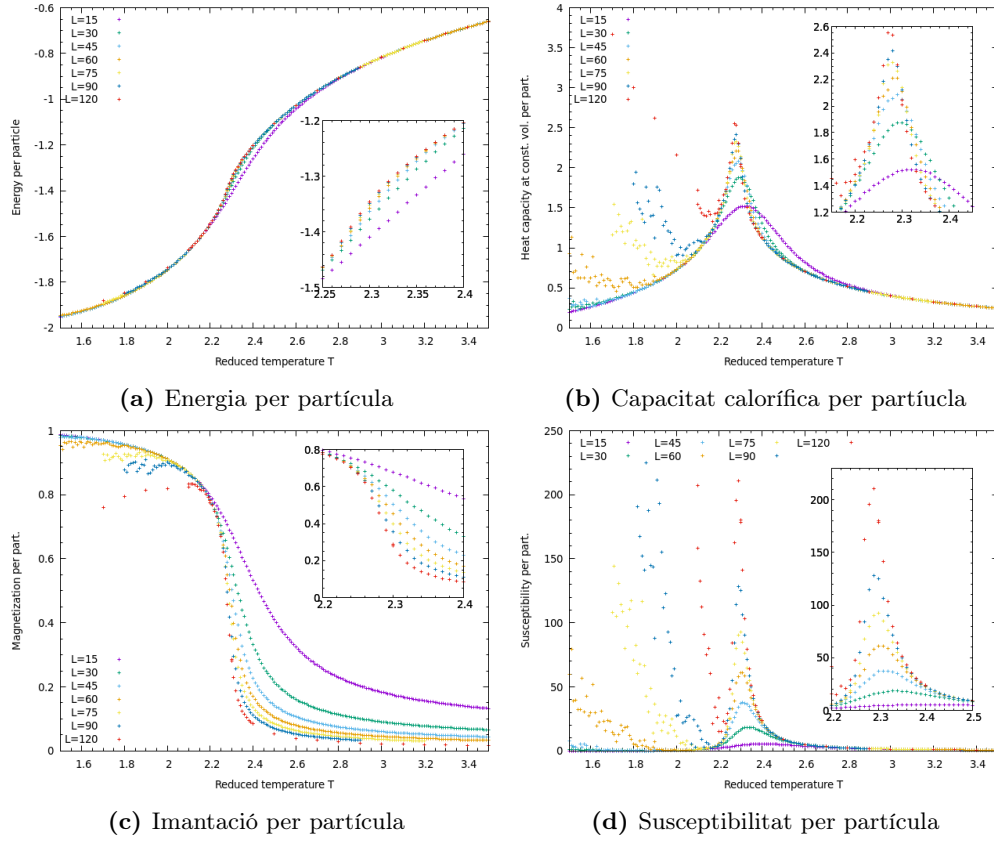 L=15
L=30
L=45
L=60
L=75
L=90
L=120
-0.6
-0.8
-1
-1.2
-1.4
-1.6
-1.8
-2
Energy per particle
1.6 1.8 2 2.2 2.4 2.6 2.8 3 3.2 3.4
Reduced temperature T
-1.2
-1.3
-1.4
-1.5
2.25 2.3 2.35 2.4
(a) Energia per partícula
L=15
L=30
L=45
L=60
L=75
L=90
L=120
4
3.5
3
2.5
2
1.5
1
0.5
0
Heat capacity at const. vol. per part.
1.6 1.8 2 2.2 2.4 2.6 2.8 3 3.2 3.4
Reduced temperature T
2.6
2.4
2.2
2
1.8
1.6
1.4
1.2
2.2 2.3 2.4
(b) Capacitat calorífica per partíucla
1
0.8
0.6
0.4
0.2
0
Magnetization per part.
L=15
L=30
L=45
L=60
L=75
L=90
L=120
1.6 1.8 2 2.2 2.4 2.6 2.8 3 3.2 3.4
Reduced temperature T
0.8
0.6
0.4
0.2
0
2.2 2.3 2.4
(c) Imantació per partícula
L=15 L=45 L=75 L=120
L=30 L=60 L=90
250
200
150
100
50
0
Susceptibility per part.
1.6 1.8 2 2.2 2.4 2.6 2.8 3 3.2 3.4
Reduced temperature T
200
150
100
50
0
2.2 2.3 2.4 2.5
(d) Susceptibilitat per partícula